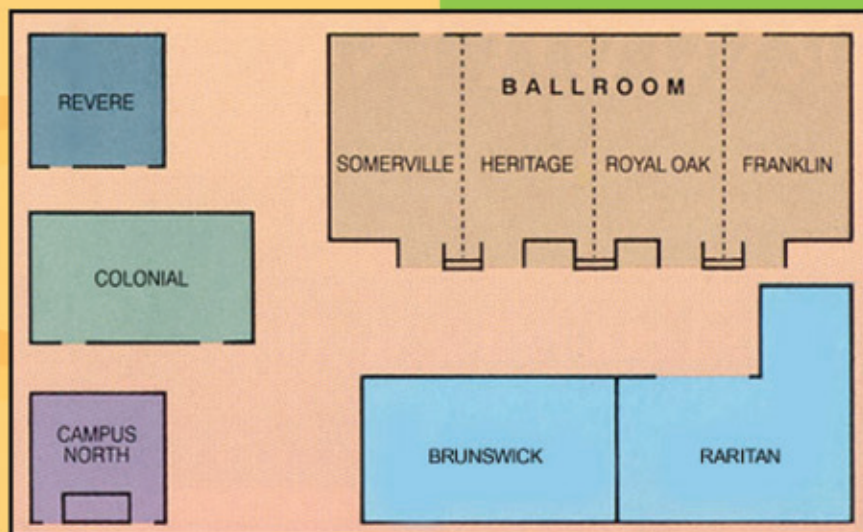 REVERE
BALLROOM
SOMERVILLE
HERITAGE
ROYAL OAK
FRANKLIN
COLONIAL
CAMPUS
NORTH
BRUNSWICK
RARITAN